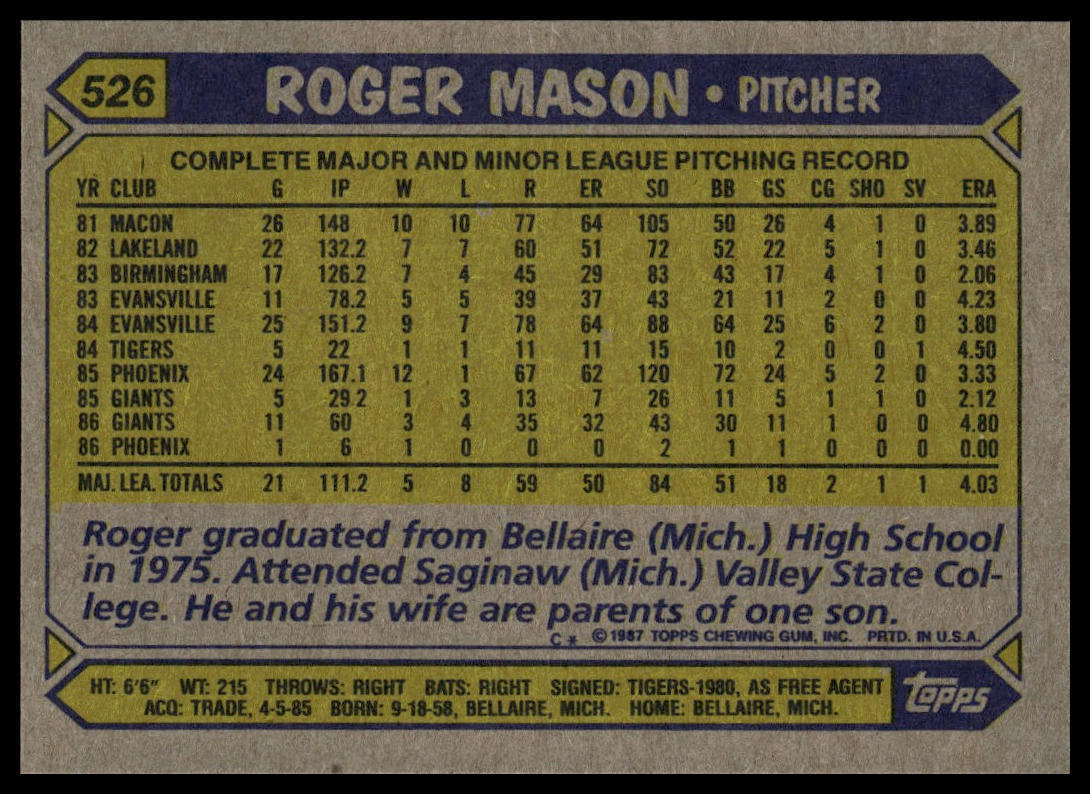 526 ROGER MASON • PITCHER
COMPLETE MAJOR AND MINOR LEAGUE PITCHING RECORD
YR CLUB G IP W L R ER SO BB GS CG SHO SV ERA
81 MACON 26 148 10 10 77 64 105 50 26 4 1 0 3.89
82 LAKELAND 22 132.2 7 7 60 51 72 52 22 5 1 0 3.46
83 BIRMINGHAM 17 126.2 7 4 45 29 83 43 17 4 1 0 2.06
83 EVANSVILLE 11 78.2 5 5 39 37 43 21 11 2 0 0 4.23
84 EVANSVILLE 25 151.2 9 7 78 64 88 64 25 6 2 0 3.80
84 TIGERS 5 22 1 1 11 11 15 10 2 0 0 1 4.50
85 PHOENIX 24 167.1 12 1 67 62 120 72 24 5 2 0 3.33
85 GIANTS 5 29.2 1 3 13 7 26 11 5 1 1 0 2.12
86 GIANTS 11 60 3 4 35 32 43 30 11 1 0 0 4.80
86 PHOENIX 1 6 1 0 0 0 2 1 1 0 0 0 0.00
MAJ. LEA. TOTALS 21 111.2 5 8 59 50 84 51 18 2 1 1 4.03
Roger graduated from Bellaire (Mich.) High School
in 1975. Attended Saginaw (Mich.) Valley State Col-
lege. He and his wife are parents of one son.
C* ©1987 TOPPS CHEWING GUM, INC. PRTD. IN U.S.A.
HT: 6'6" WT: 215 THROWS: RIGHT BATS: RIGHT SIGNED: TIGERS-1980, AS FREE AGENT
ACQ: TRADE, 4-5-85 BORN: 9-18-58, BELLAIRE, MICH. HOME: BELLAIRE, MICH.
topps